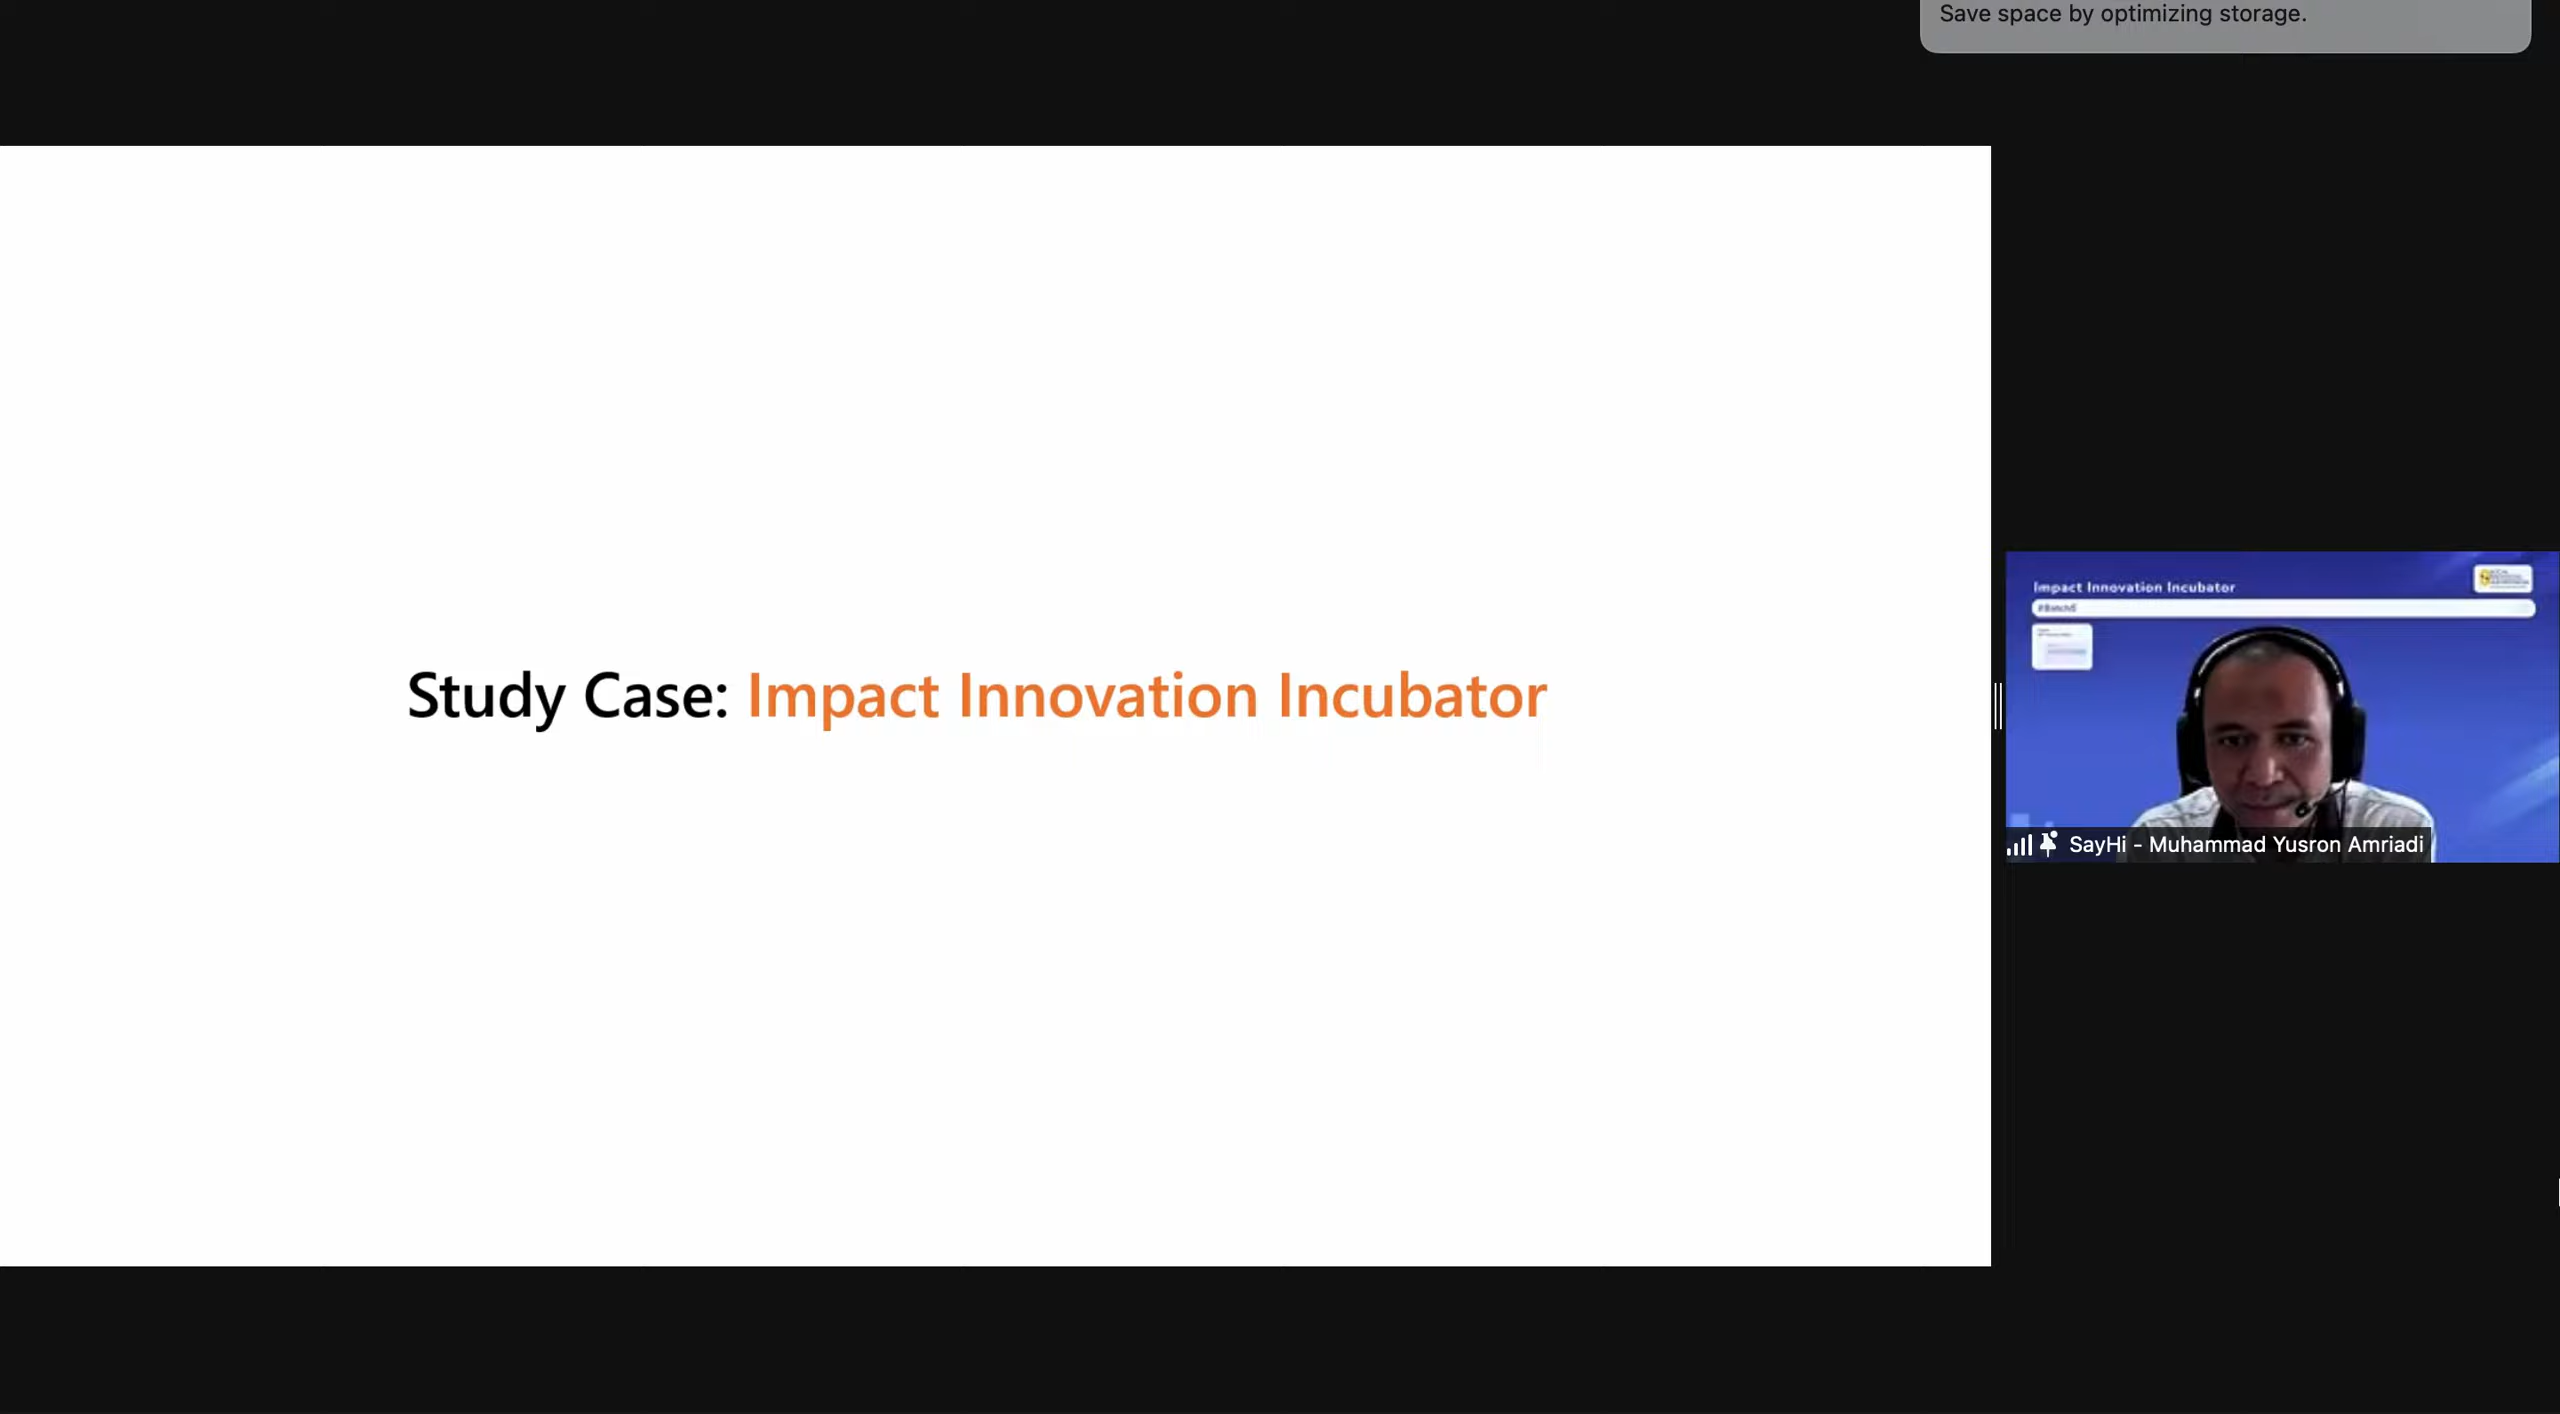 Save space by optimizing storage.
Study Case: Impact Innovation Incubator
Impact Innovation Incubator
SayHi - Muhammad Yusron Amriadi